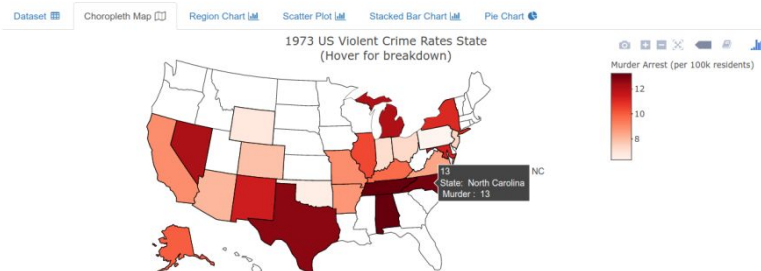 Dataset
Choropleth Map
Region Chart
Scatter Plot
Stacked Bar Chart
Pie Chart
1973 US Violent Crime Rates State
(Hover for breakdown)
Murder Arrest (per 100k residents)
12
10
8
13
NC
State: North Carolina
Murder : 13